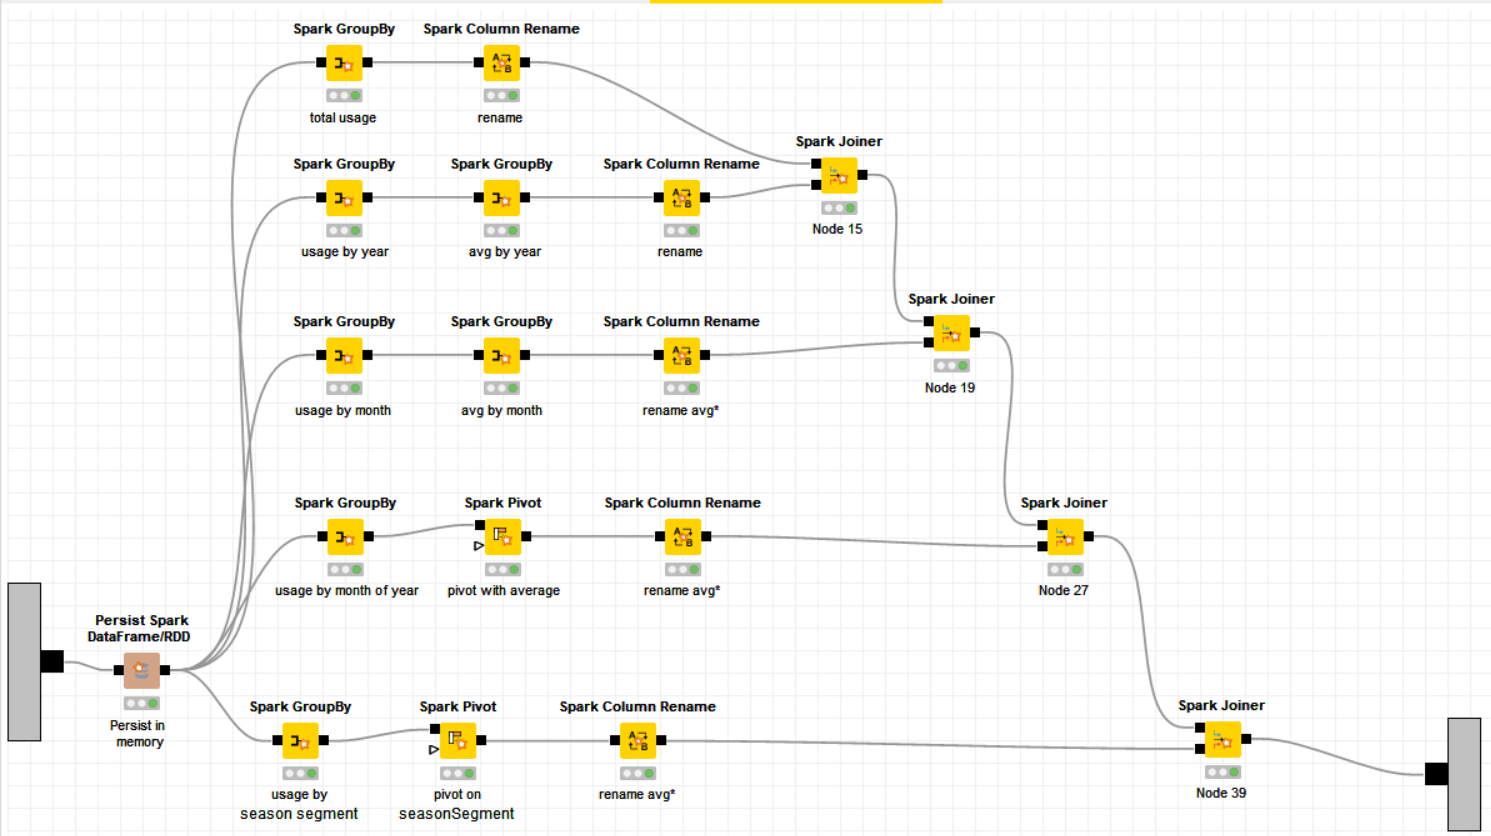 Spark GroupBy
Spark Column Rename
total usage
rename
Spark Joiner
Node 15
Spark GroupBy
Spark GroupBy
Spark Column Rename
usage by year
avg by year
rename
Spark Joiner
Node 19
Spark GroupBy
Spark GroupBy
Spark Column Rename
usage by month
avg by month
rename avg*
Spark GroupBy
Spark Pivot
Spark Column Rename
Spark Joiner
usage by month of year
pivot with average
rename avg*
Node 27
Persist Spark
DataFrame/RDD
Persist in
memory
Spark GroupBy
Spark Pivot
Spark Column Rename
Spark Joiner
usage by
season segment
pivot on
seasonSegment
rename avg*
Node 39